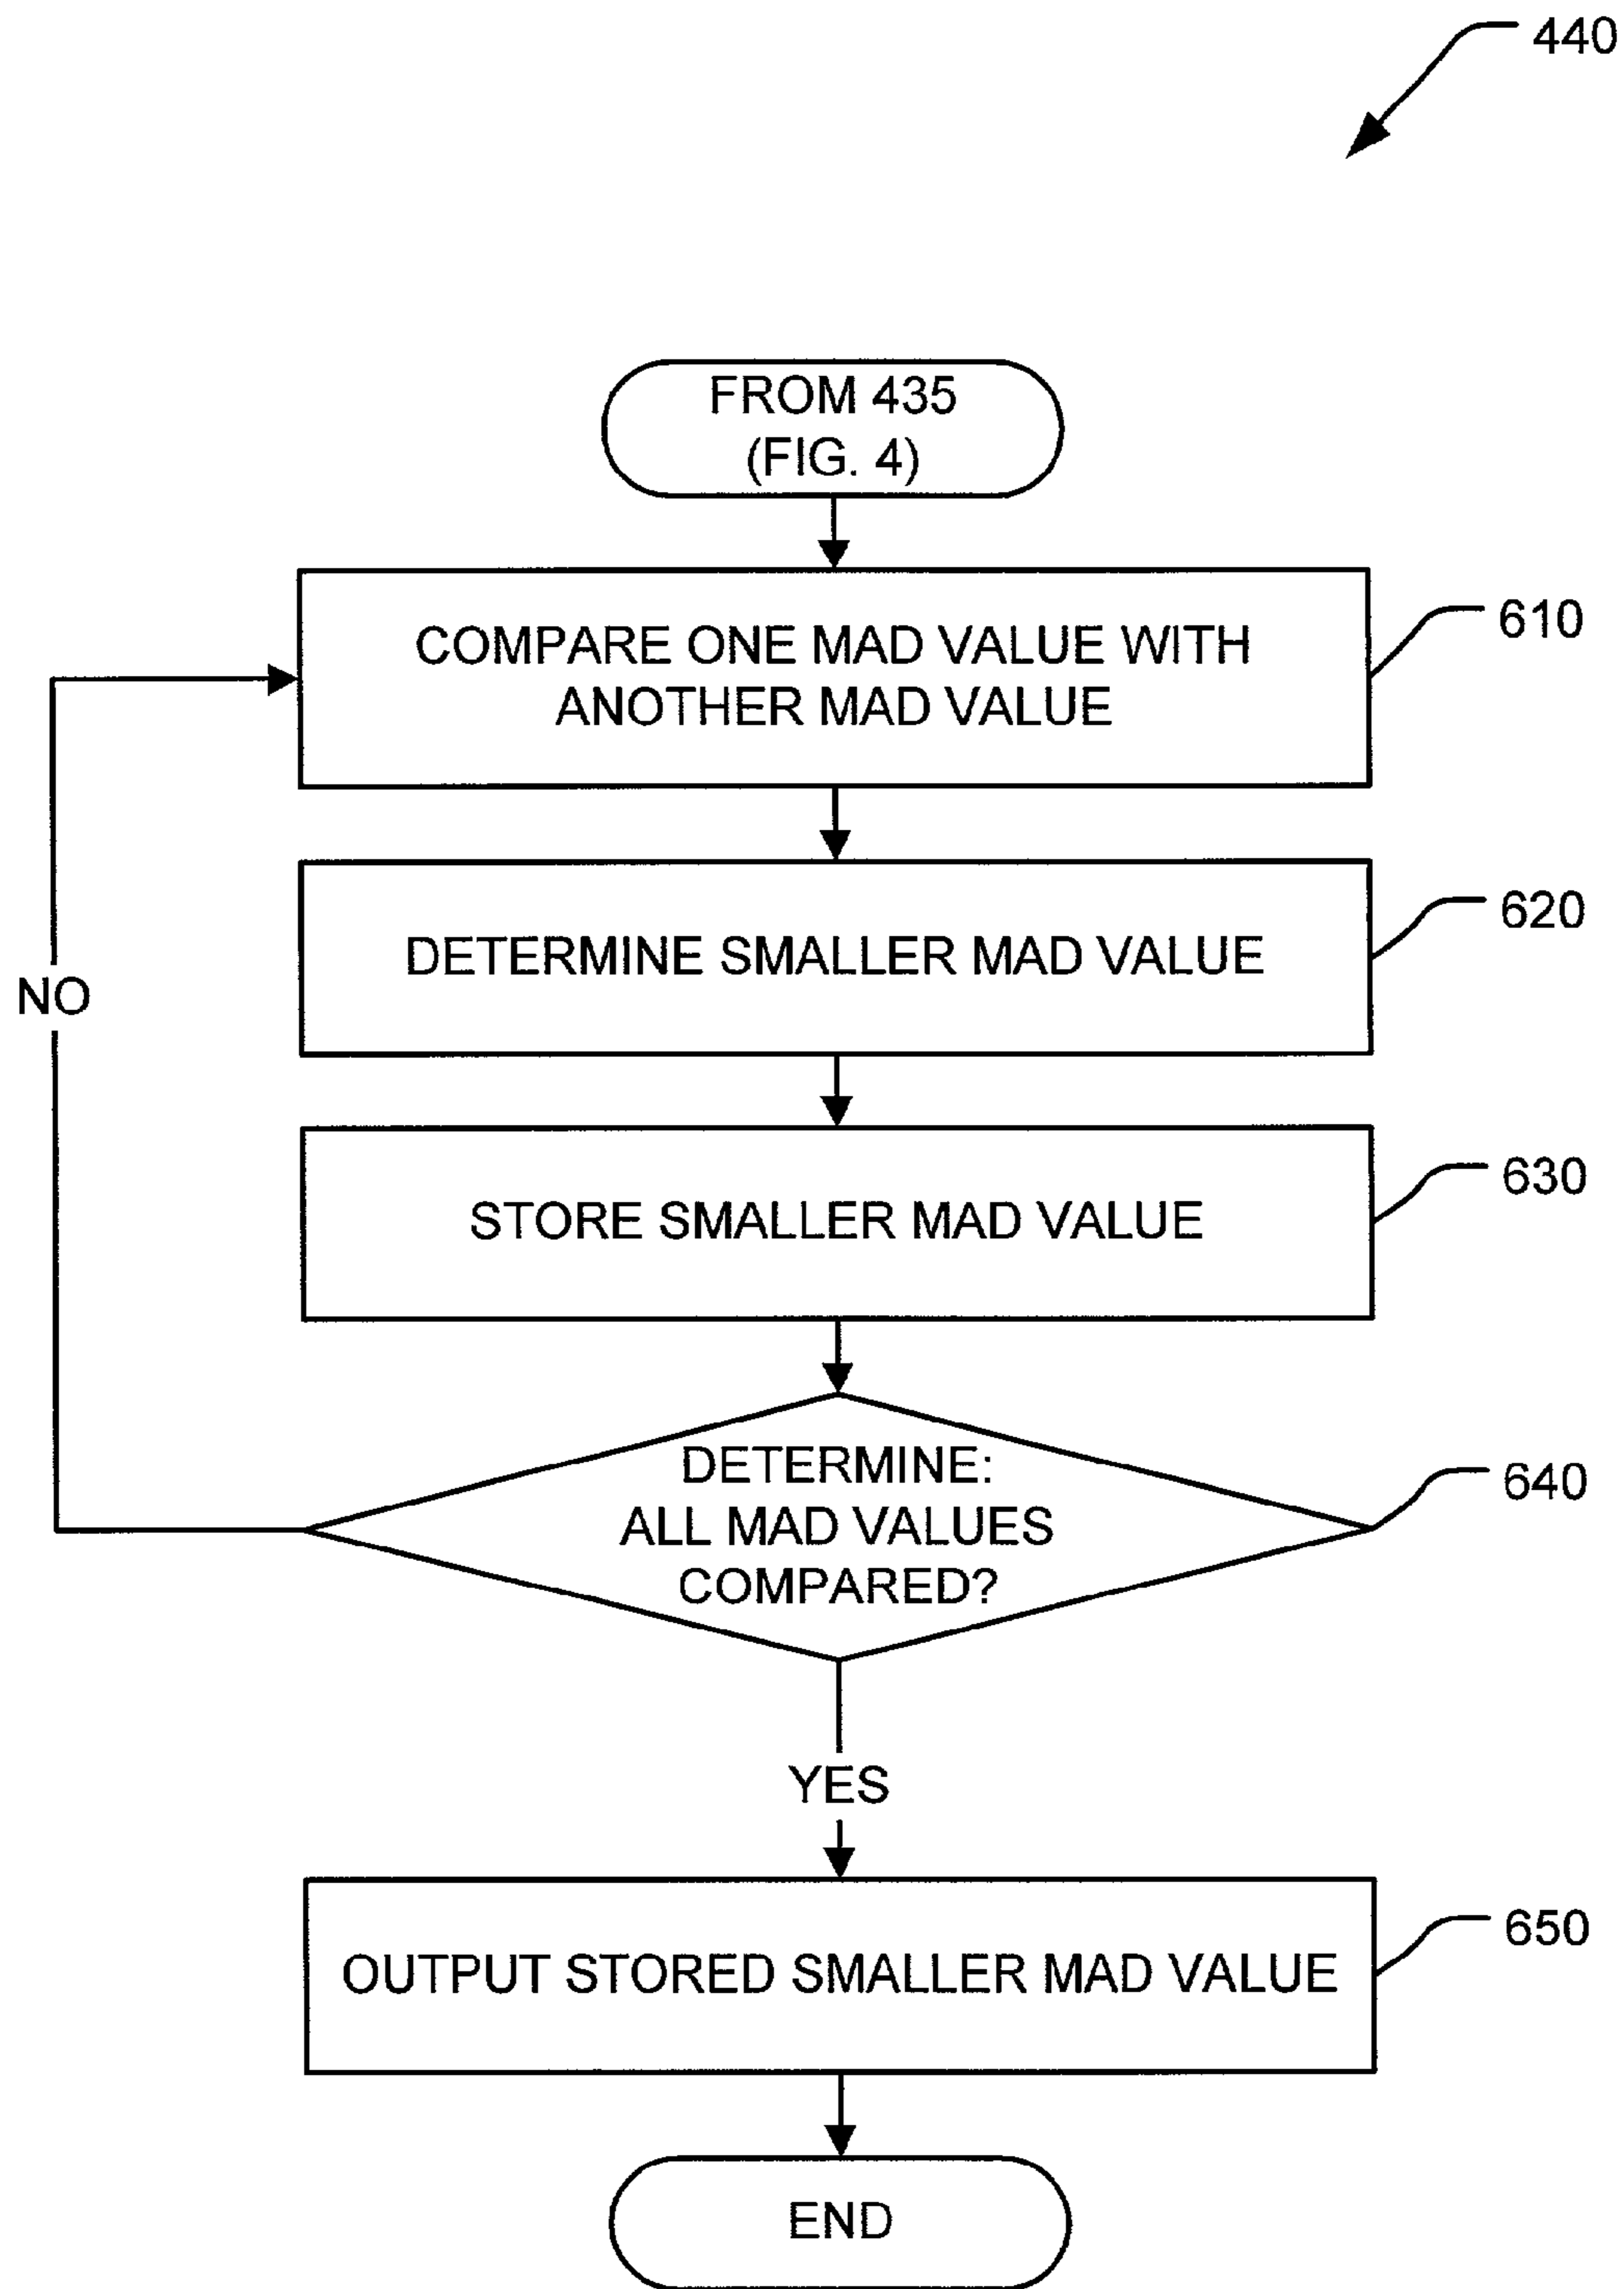 440
FROM 435
(FIG. 4)
COMPARE ONE MAD VALUE WITH
ANOTHER MAD VALUE
610
DETERMINE SMALLER MAD VALUE
620
NO
STORE SMALLER MAD VALUE
630
DETERMINE:
ALL MAD VALUES
COMPARED?
640
YES
OUTPUT STORED SMALLER MAD VALUE
650
END